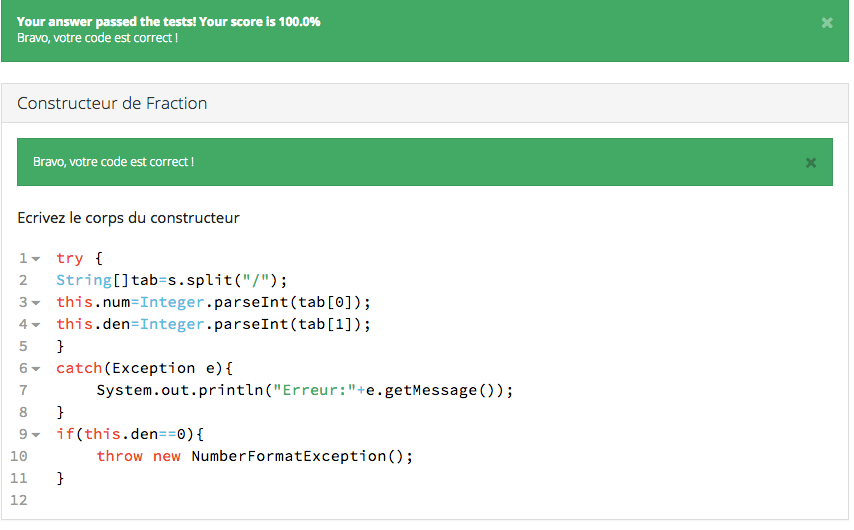 Your answer passed the tests! Your score is 100.0%
Bravo, votre code est correct !
Constructeur de Fraction
Bravo, votre code est correct !
Ecrivez le corps du constructeur
1 try {
2 String[]tab=s.split("/");
3 this.num=Integer.parseInt(tab[0]);
4 this.den=Integer.parseInt(tab[1]);
5 }
6 catch(Exception e){
7 System.out.println("Erreur:"+e.getMessage());
8 }
9 if(this.den==0){
10 throw new NumberFormatException();
11 }
12